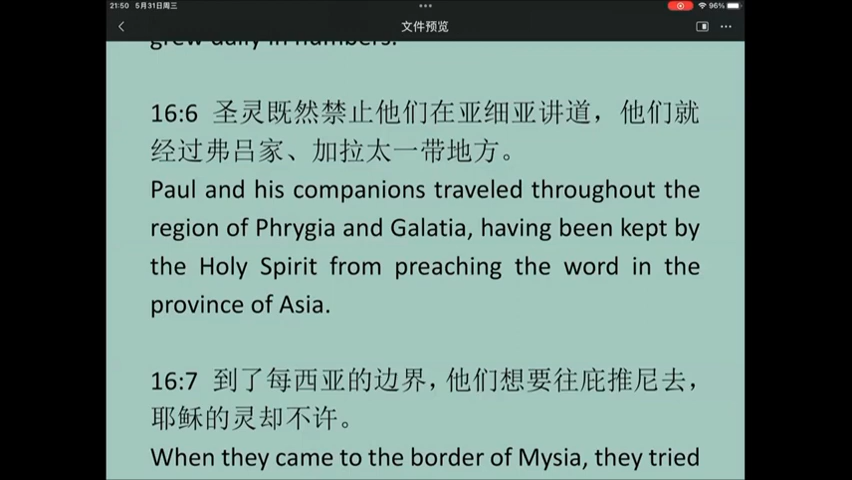 21:50 5月31日周三
96%
文件预览
grew daily in numbers.
16:6 圣灵既然禁止他们在亚细亚讲道，他们就
经过弗吕家、加拉太一带地方。
Paul and his companions traveled throughout the
region of Phrygia and Galatia, having been kept by
the Holy Spirit from preaching the word in the
province of Asia.
16:7 到了每西亚的边界，他们想要往庇推尼去，
耶稣的灵却不许。
When they came to the border of Mysia, they tried